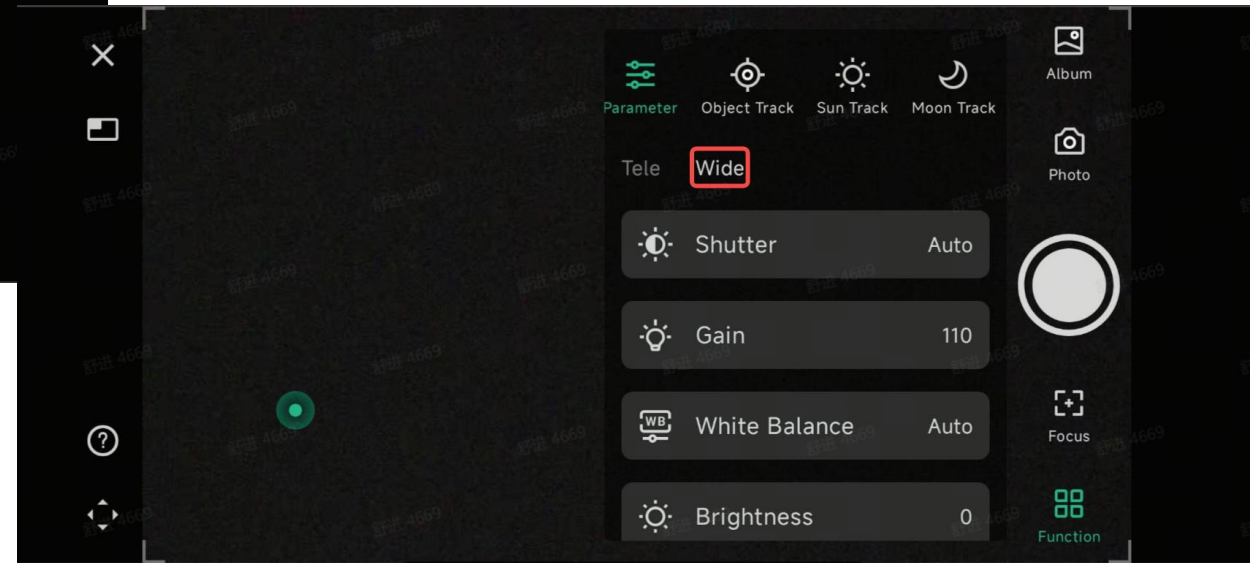 Album
Parameter Object Track Sun Track Moon Track
Photo
Tele Wide
Shutter Auto
Gain 110
WB White Balance Auto
Focus
Brightness 0
Function
舒进 4669